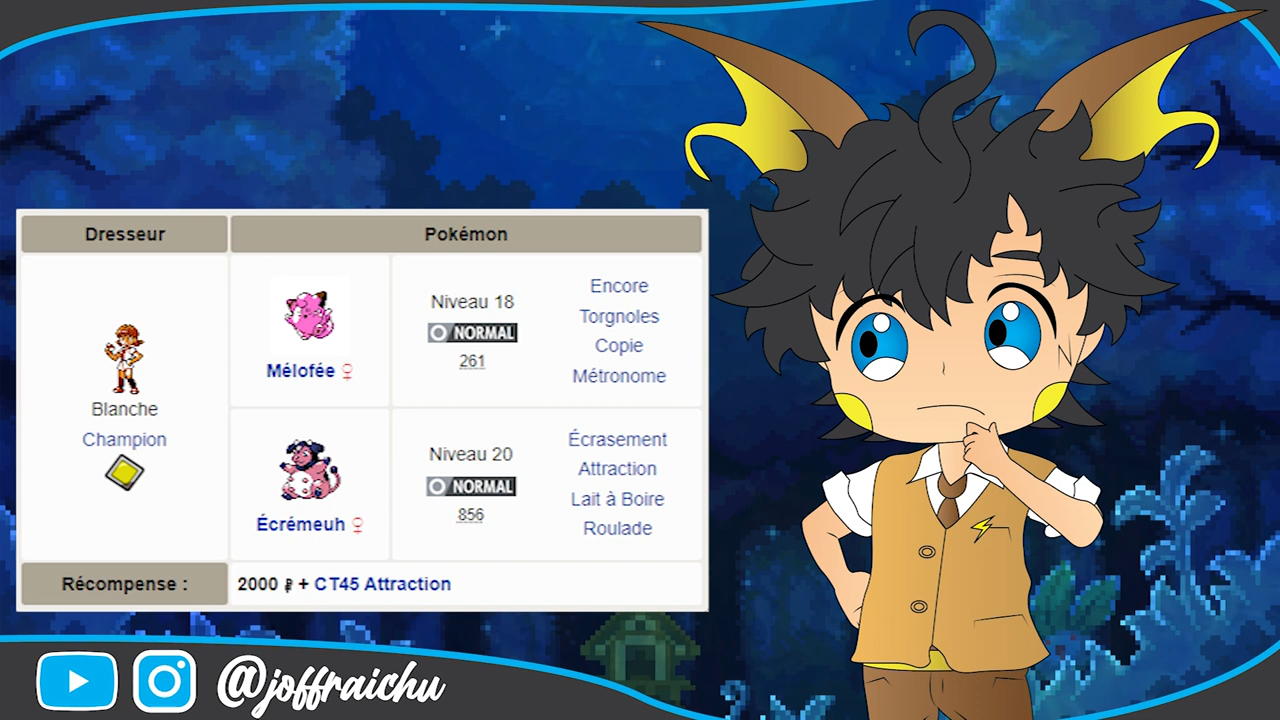 Dresseur
Pokémon
Blanche
Champion
Mélofée ♀
Niveau 18
NORMAL
261
Encore
Torgnoles
Copie
Métronome
Écrémeuh ♀
Niveau 20
NORMAL
856
Écrasement
Attraction
Lait à Boire
Roulade
Récompense :
2000 ₽ + CT45 Attraction
@joffraichu